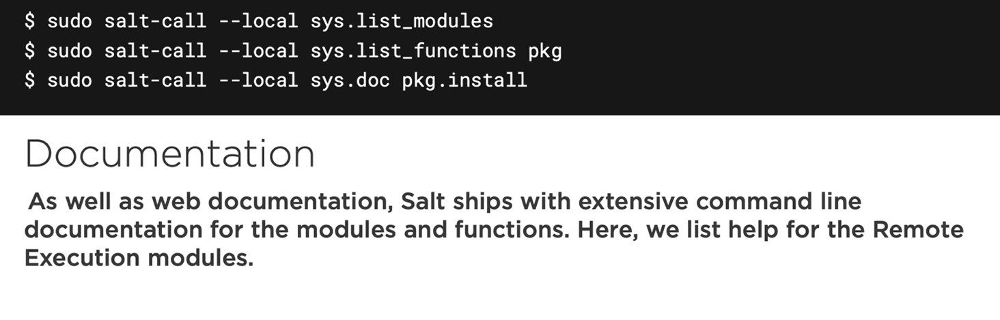 $ sudo salt-call --local sys.list_modules
$ sudo salt-call --local sys.list_functions pkg
$ sudo salt-call --local sys.doc pkg.install
Documentation
As well as web documentation, Salt ships with extensive command line
documentation for the modules and functions. Here, we list help for the Remote
Execution modules.